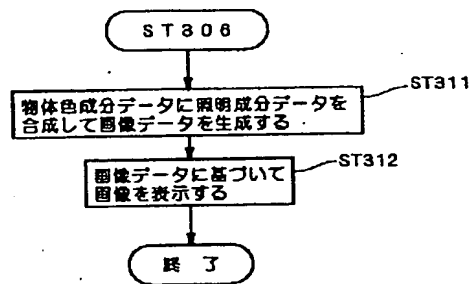 ST306
ST311
物体色成分データに照明成分データを
合成して画像データを生成する
ST312
画像データに基づいて
画像を表示する
終了